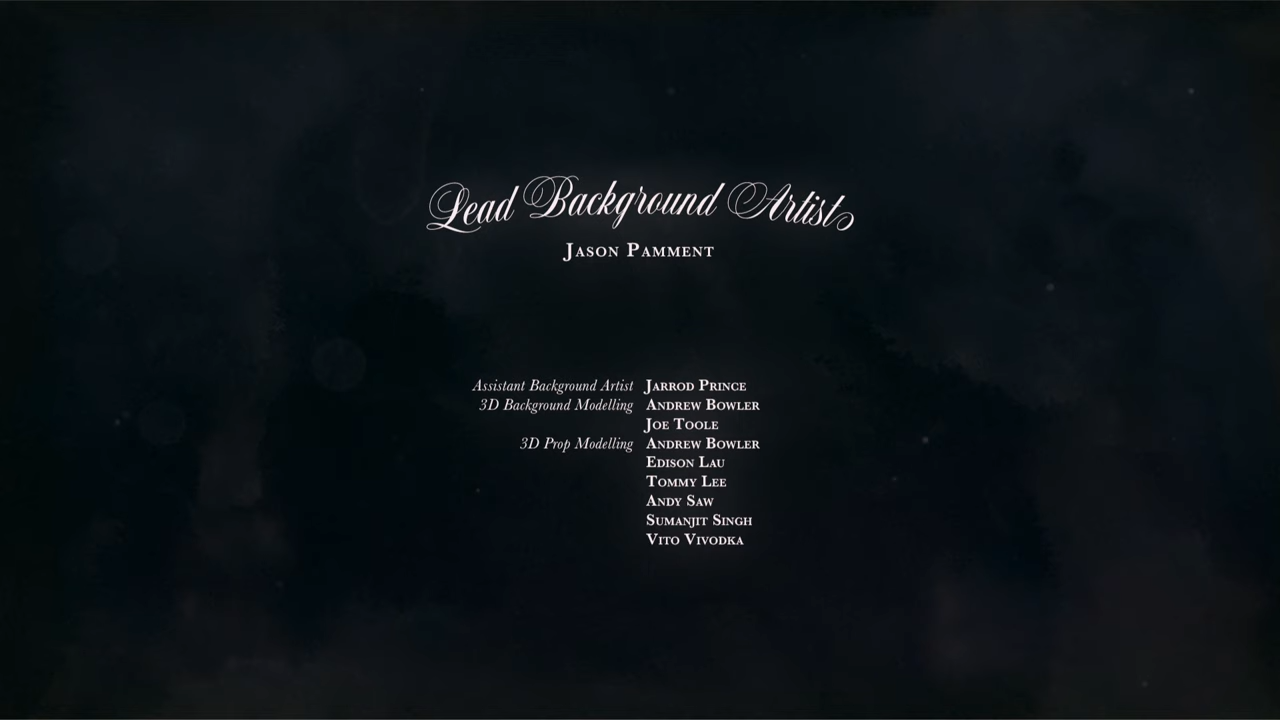 Lead Background Artist
Jason Pamment
Assistant Background Artist Jarrod Prince
3D Background Modelling Andrew Bowler
Joe Toole
3D Prop Modelling Andrew Bowler
Edison Lau
Tommy Lee
Andy Saw
Sumanjit Singh
Vito Vivodka